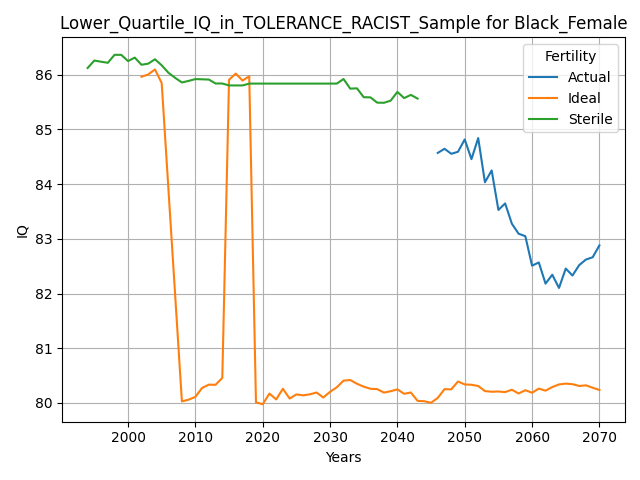 Lower_Quartile_IQ_in_TOLERANCE_RACIST_Sample for Black_Female
Fertility
Actual
Ideal
Sterile
IQ
86
85
84
83
82
81
80
2000
2010
2020
2030
2040
2050
2060
2070
Years